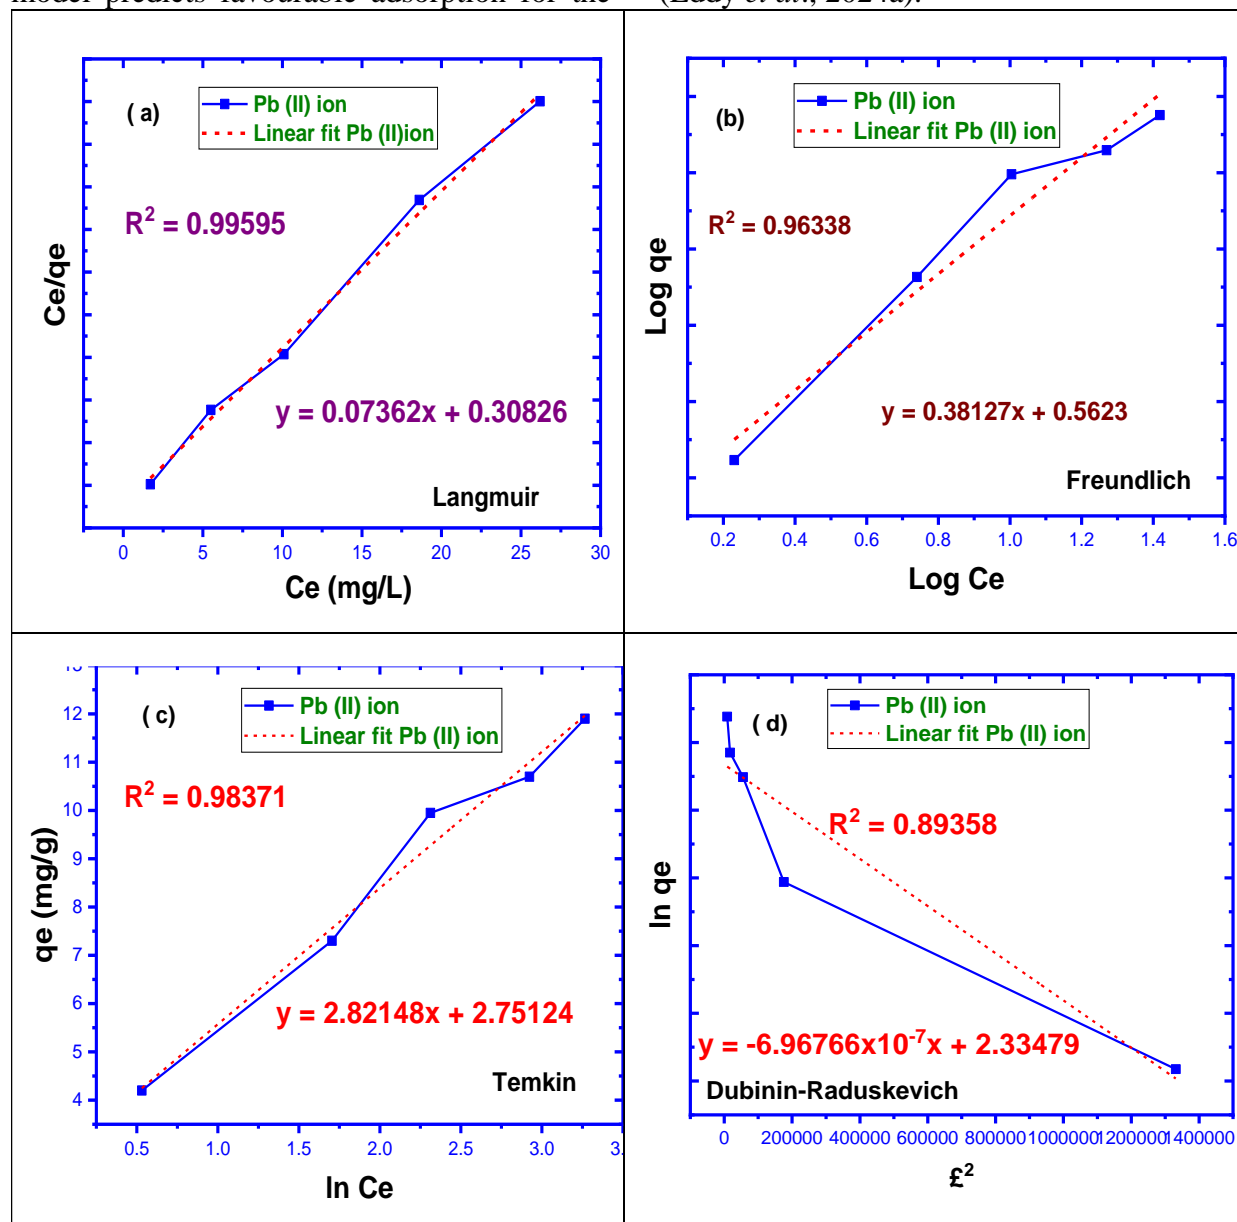 model predicts favourable adsorption for the
(Eddy et al., 2024a).
( a)
Pb (II) ion
Linear fit Pb (II)ion
R2 = 0.99595
y = 0.07362x + 0.30826
Langmuir
Ce/qe
0 5 10 15 20 25 30
Ce (mg/L)
(b)
Pb (II) ion
Linear fit Pb (II) ion
R2 = 0.96338
y = 0.38127x + 0.5623
Freundlich
Log qe
0.2 0.4 0.6 0.8 1.0 1.2 1.4 1.6
Log Ce
( c)
Pb (II) ion
Linear fit Pb (II) ion
R2 = 0.98371
y = 2.82148x + 2.75124
Temkin
qe (mg/g)
12
11
10
9
8
7
6
5
4
0.5 1.0 1.5 2.0 2.5 3.0 3.
ln Ce
( d)
Pb (II) ion
Linear fit Pb (II) ion
R2 = 0.89358
y = -6.96766x10-7x + 2.33479
Dubinin-Raduskevich
ln qe
0 200000 400000 600000 800000 1000000 1200000 1400000
£2